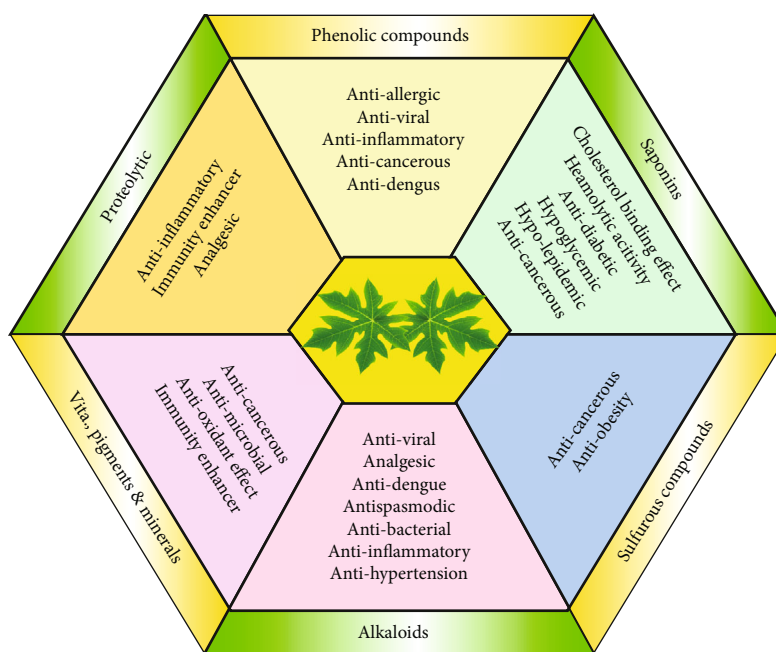 Phenolic compounds
Anti-allergic
Anti-viral
Anti-inflammatory
Anti-cancerous
Anti-dengus
Saponins
Cholesterol binding effect
Heamolytic acitivity
Anti-diabetic
Hypoglycemic
Hypo-lepidemic
Anti-cancerous
Sulfurous compounds
Anti-cancerous
Anti-obesity
Alkaloids
Anti-viral
Analgesic
Anti-dengue
Antispasmodic
Anti-bacterial
Anti-inflammatory
Anti-hypertension
Vita., pigments & minerals
Anti-cancerous
Anti-microbial
Anti-oxidant effect
Immunity enhancer
Proteolytic
Anti-inflammatory
Immunity enhancer
Analgesic